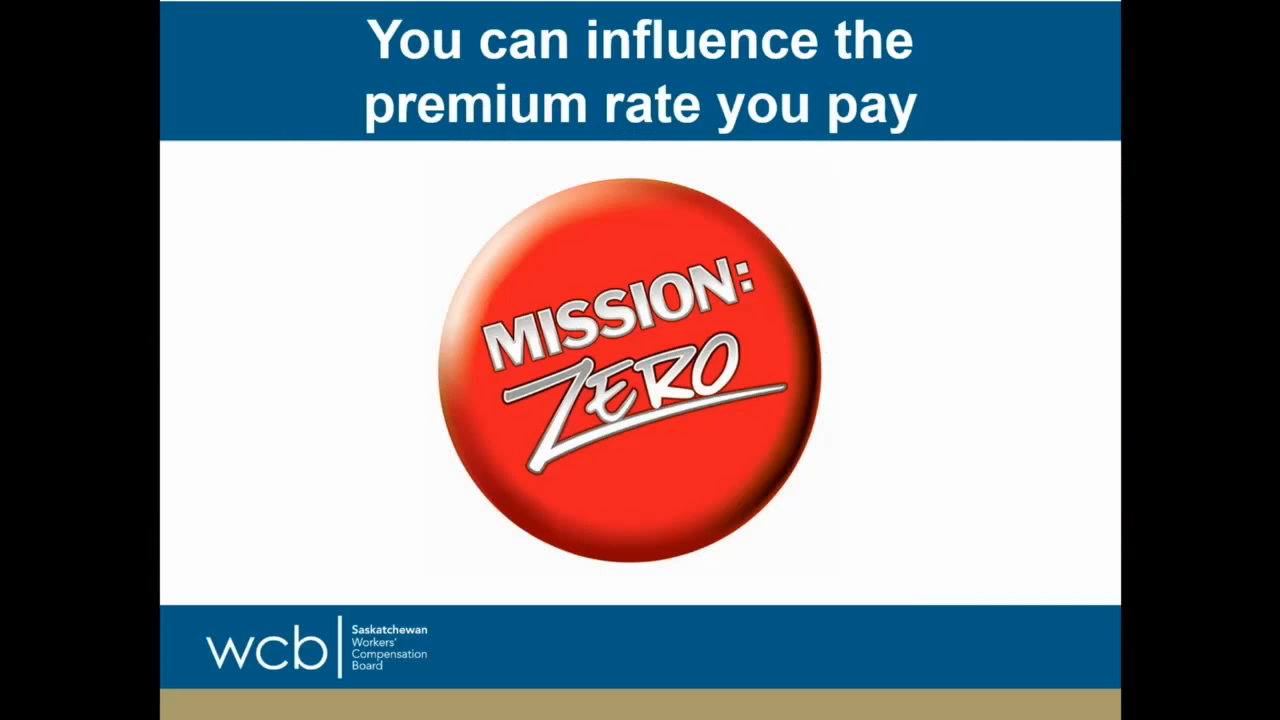 You can influence the
premium rate you pay
MISSION:
ZERO
wcb
Saskatchewan
Workers'
Compensation
Board